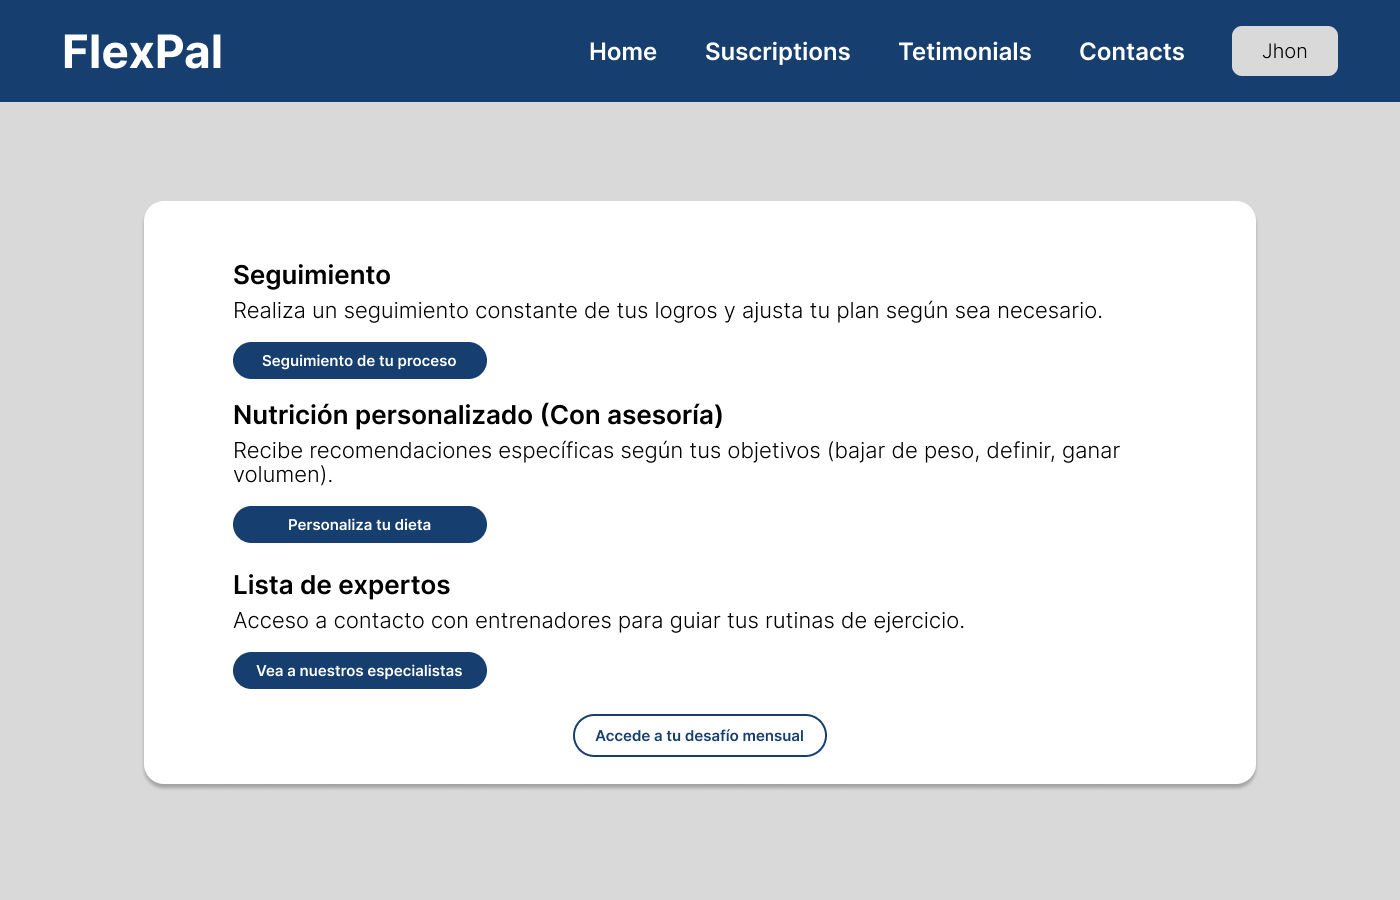 FlexPal
Home
Suscriptions
Tetimonials
Contacts
Jhon
Seguimiento
Realiza un seguimiento constante de tus logros y ajusta tu plan según sea necesario.
Seguimiento de tu proceso
Nutrición personalizado (Con asesoría)
Recibe recomendaciones específicas según tus objetivos (bajar de peso, definir, ganar
volumen).
Personaliza tu dieta
Lista de expertos
Acceso a contacto con entrenadores para guiar tus rutinas de ejercicio.
Vea a nuestros especialistas
Accede a tu desafío mensual